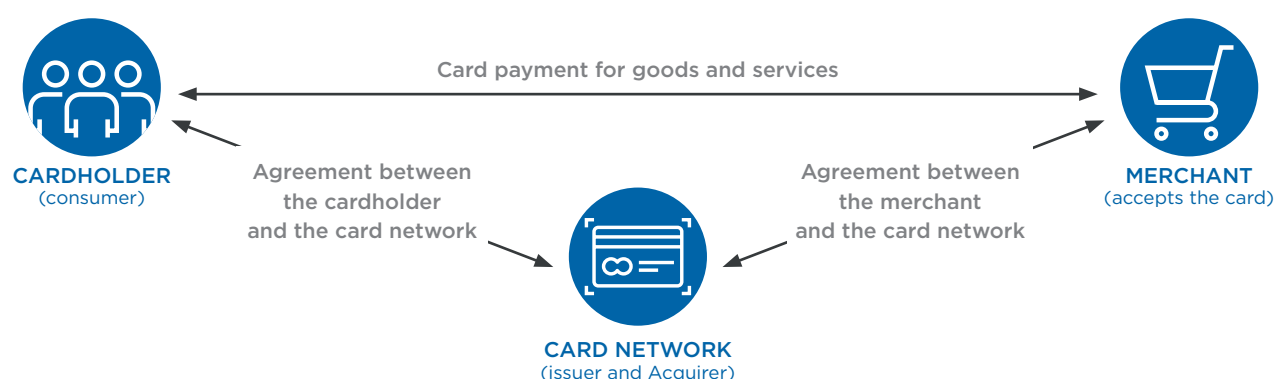 Card payment for goods and services
CARDHOLDER
(consumer)
Agreement between
the cardholder
and the card network
Agreement between
the merchant
and the card network
MERCHANT
(accepts the card)
CARD NETWORK
(issuer and Acquirer)